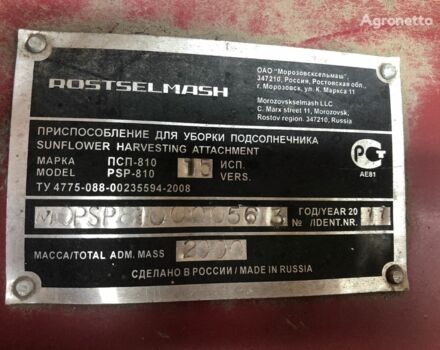 Agronetto
ROSTSELMASH
ОАО "Морозовсксельмаш",
347210, Россия, Ростовская обл.,
г. Морозовск, ул. К. Маркса 11
Morozovskselmash LLC
C. Marx street 11, Morozovsk,
Rostov region. 347210, Russia
ПРИСПОСОБЛЕНИЕ ДЛЯ УБОРКИ ПОДСОЛНЕЧНИКА
SUNFLOWER HARVESTING ATTACHMENT
МАРКА ПСП-810 15 ИСП.
MODEL PSP-810 VERS.
ТУ 4775-088-00235594-2008
АЕ81
ГОД/YEAR 20 11
№ /IDENT.NR.
МАССА/TOTAL ADM. MASS 2000
СДЕЛАНО В РОССИИ / MADE IN RUSSIA